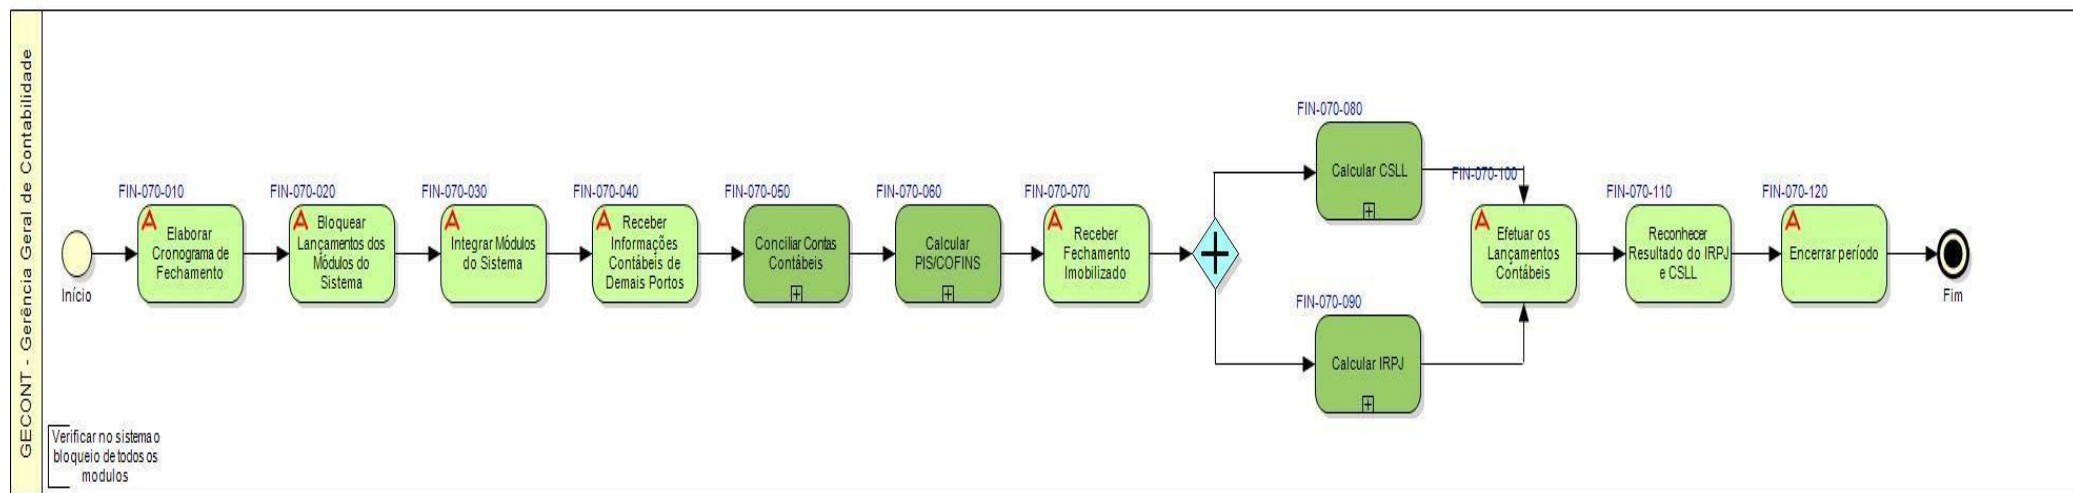 GECONT - Gerência Geral de Contabilidade
Início
FIN-070-010
A
Elaborar
Cronograma de
Fechamento
FIN-070-020
A
Bloquear
Lançamentos dos
Módulos do
Sistema
FIN-070-030
A
Integrar Módulos
do Sistema
FIN-070-040
A
Receber
Informações
Contábeis de
Demais Portos
FIN-070-050
Conciliar Contas
Contábeis
FIN-070-060
Calcular
PIS/COFINS
FIN-070-070
A
Receber
Fechamento
Imobilizado
FIN-070-080
Calcular CSLL
FIN-070-090
Calcular IRPJ
FIN-070-100
A
Efetuar os
Lançamentos
Contábeis
FIN-070-110
Reconhecer
Resultado do IRPJ
e CSLL
FIN-070-120
A
Encerrar período
Fim
Verificar no sistema o
bloqueio de todos os
modulos